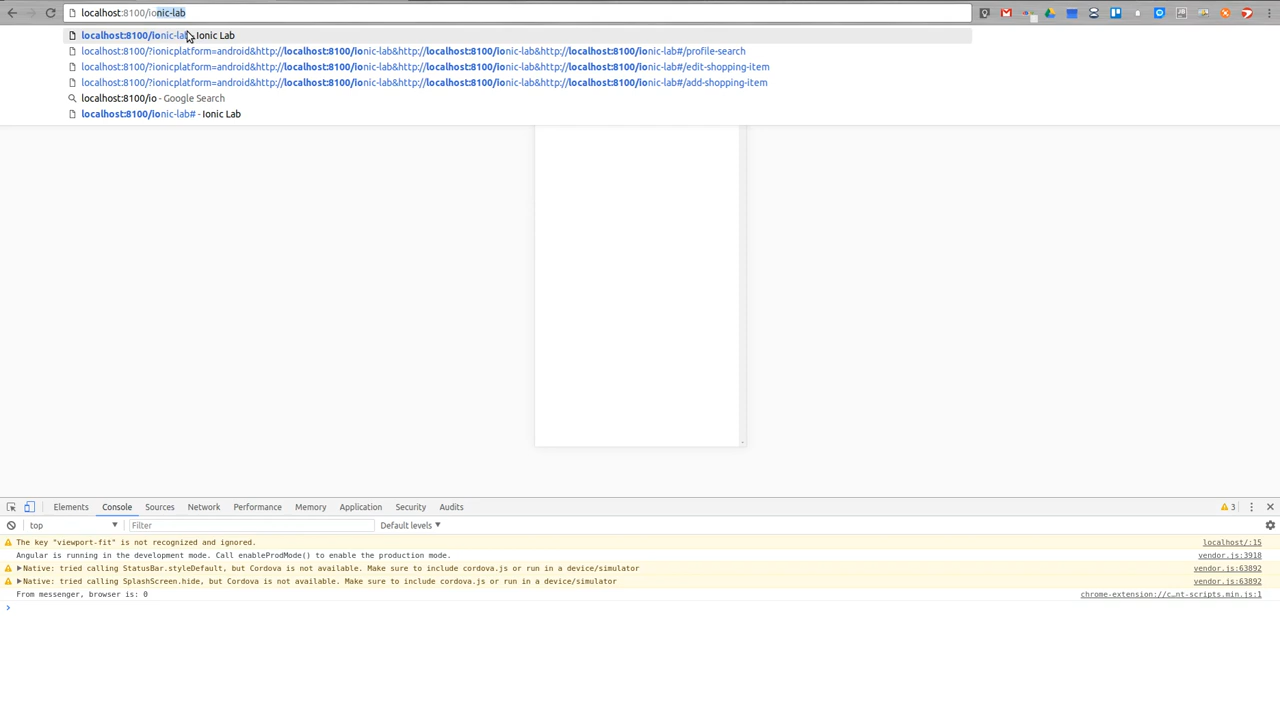 localhost:8100/ionic-lab
localhost:8100/ionic-lab - Ionic Lab
localhost:8100/?ionicplatform=android&http://localhost:8100/ionic-lab&http://localhost:8100/ionic-lab&http://localhost:8100/ionic-lab#/profile-search
localhost:8100/?ionicplatform=android&http://localhost:8100/ionic-lab&http://localhost:8100/ionic-lab&http://localhost:8100/ionic-lab#/edit-shopping-item
localhost:8100/?ionicplatform=android&http://localhost:8100/ionic-lab&http://localhost:8100/ionic-lab&http://localhost:8100/ionic-lab#/add-shopping-item
localhost:8100/io - Google Search
localhost:8100/ionic-lab# - Ionic Lab
Elements Console Sources Network Performance Memory Application Security Audits 3
top Filter Default levels
The key "viewport-fit" is not recognized and ignored. localhost/:15
Angular is running in the development mode. Call enableProdMode() to enable the production mode. vendor.js:3918
Native: tried calling StatusBar.styleDefault, but Cordova is not available. Make sure to include cordova.js or run in a device/simulator vendor.js:63892
Native: tried calling SplashScreen.hide, but Cordova is not available. Make sure to include cordova.js or run in a device/simulator vendor.js:63892
From messenger, browser is: 0 chrome-extension://c…nt-scripts.min.js:1